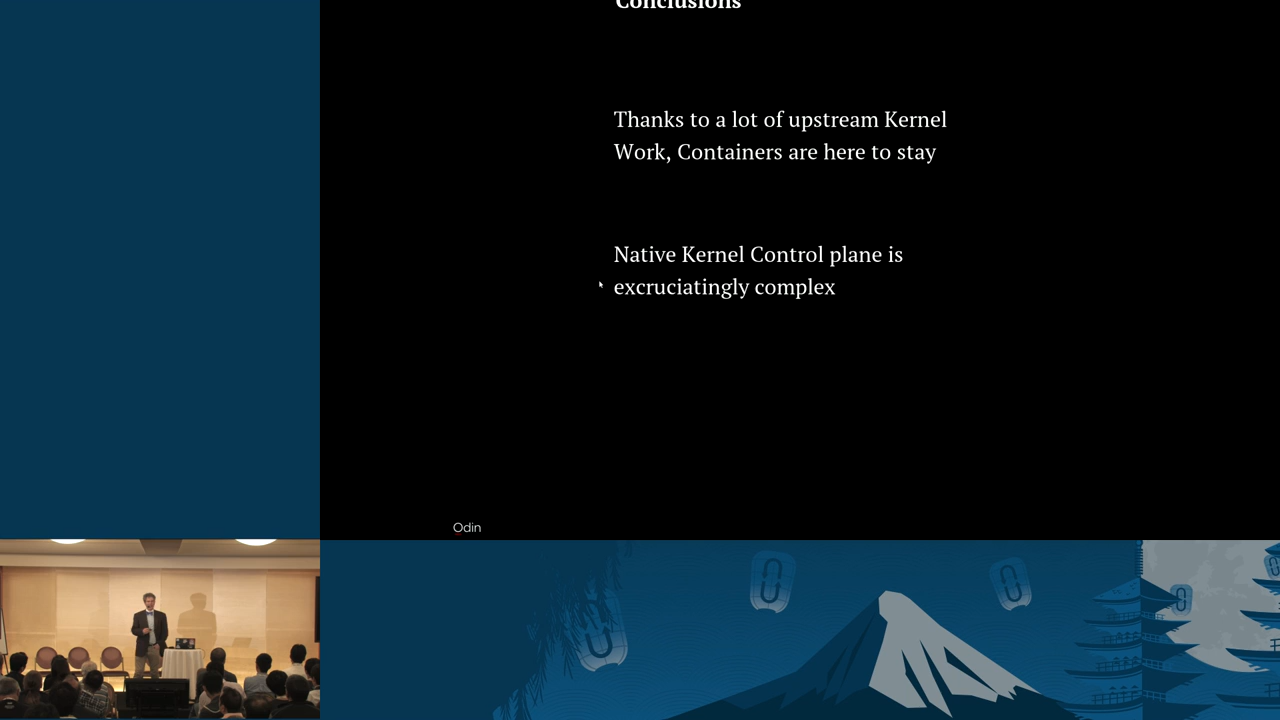 Conclusions
Thanks to a lot of upstream Kernel
Work, Containers are here to stay
Native Kernel Control plane is
excruciatingly complex
Odin